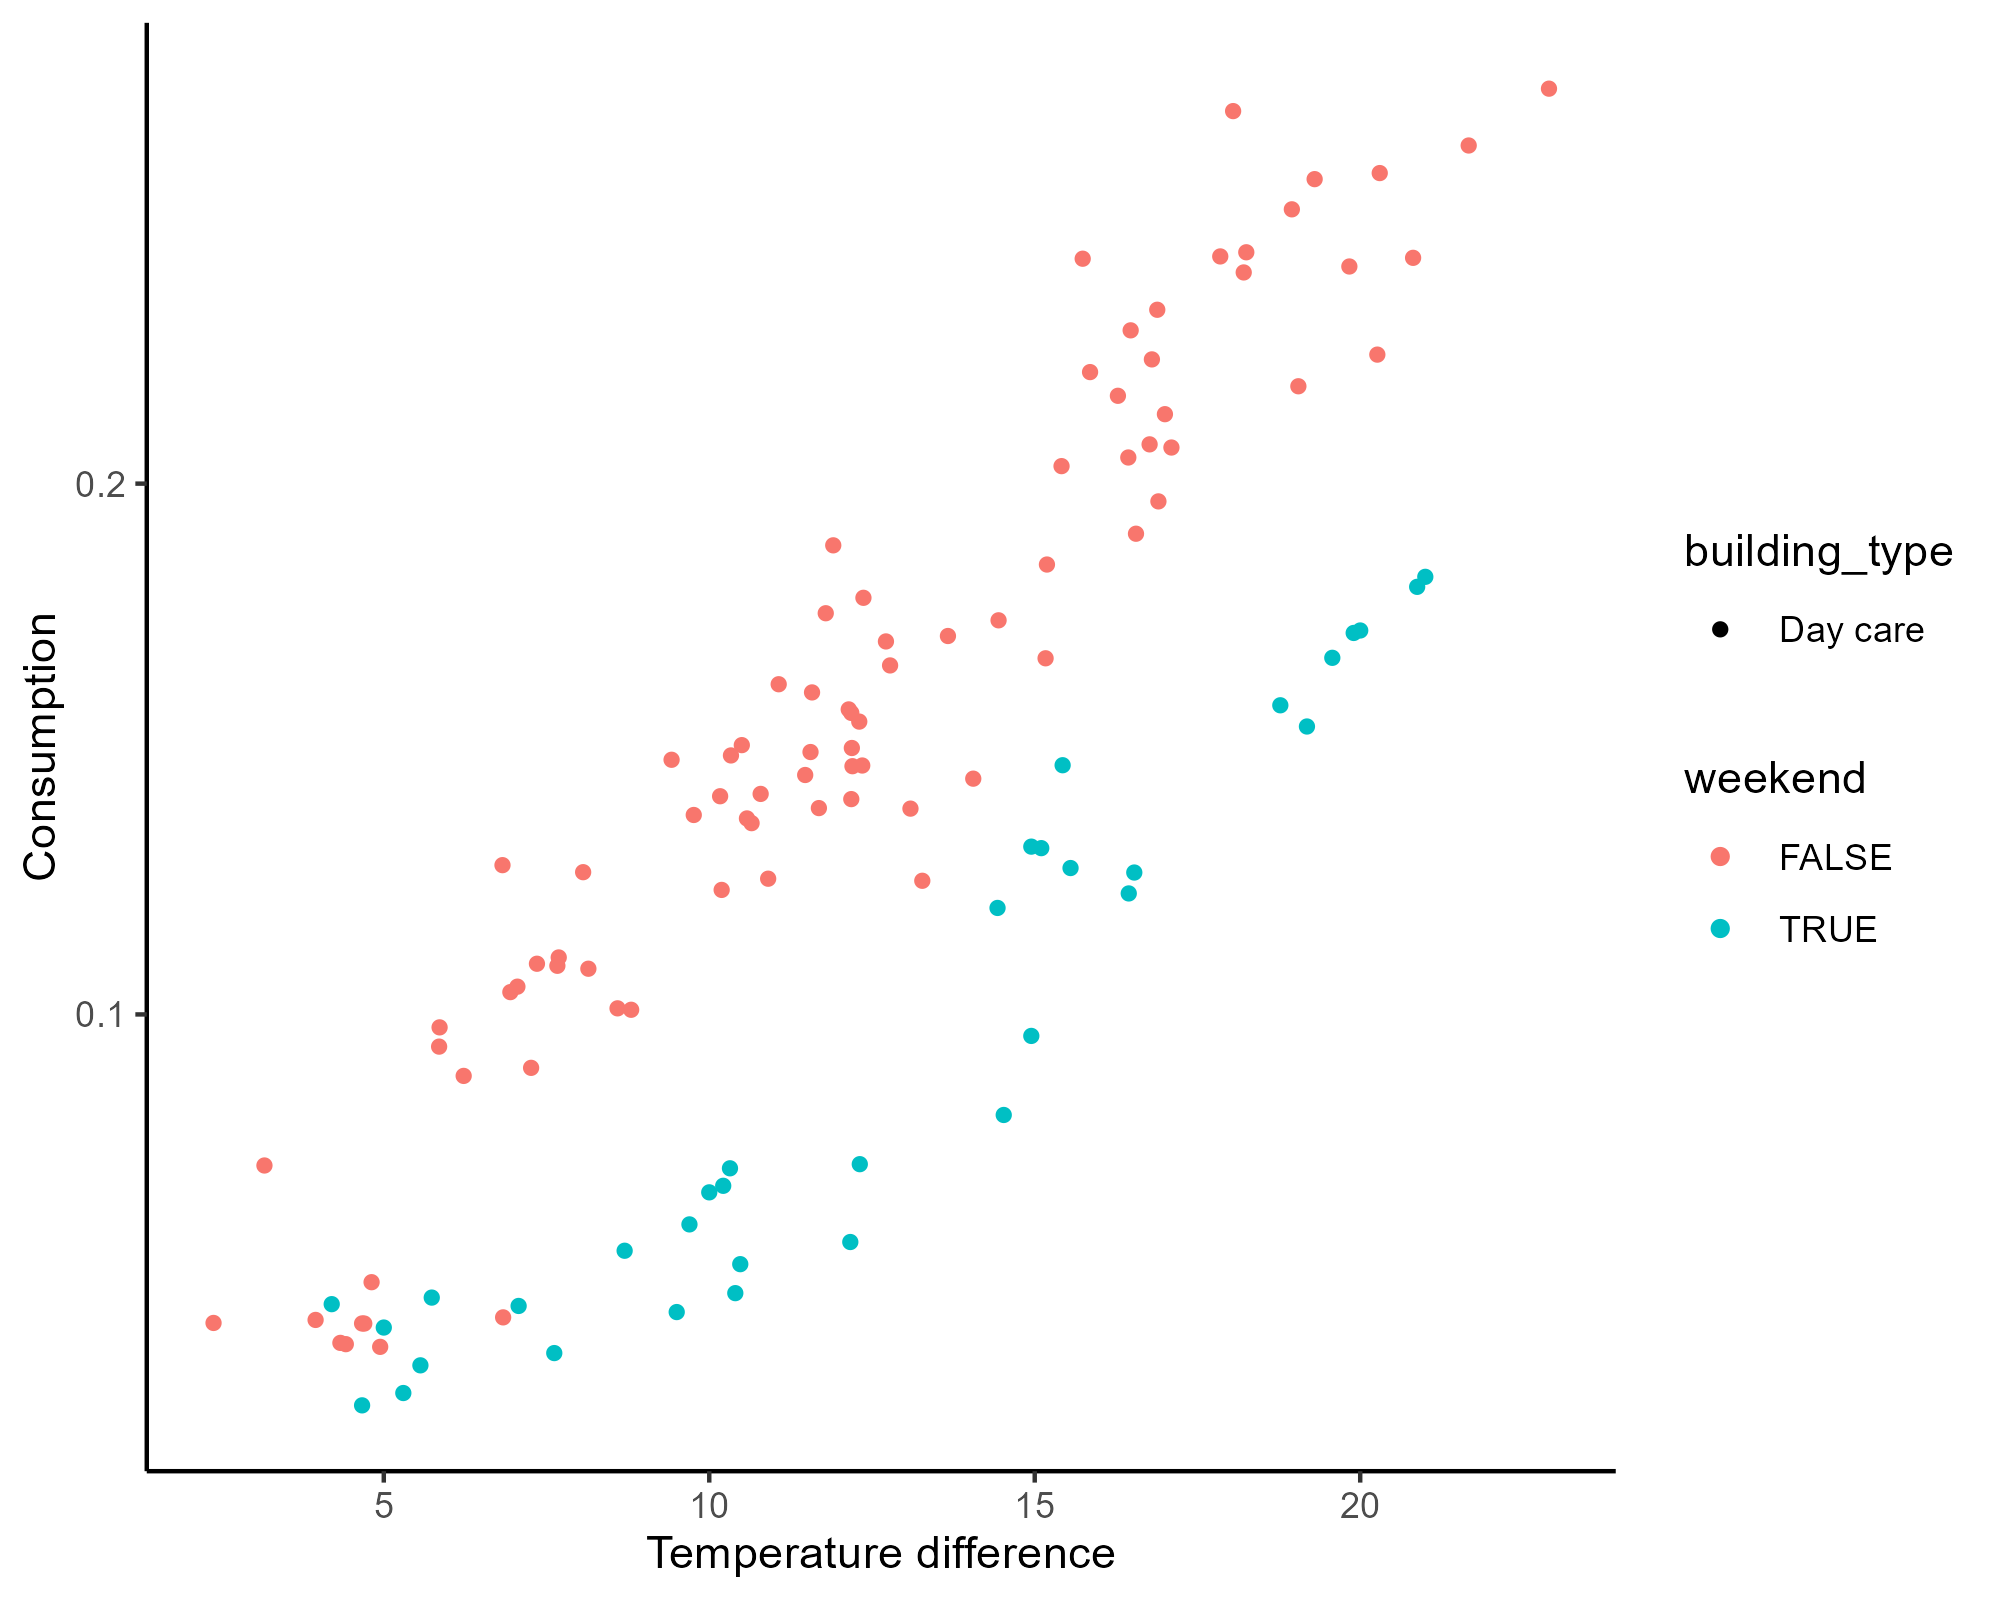 Consumption
0.2
0.1
5 10 15 20
Temperature difference
building_type
Day care
weekend
FALSE
TRUE